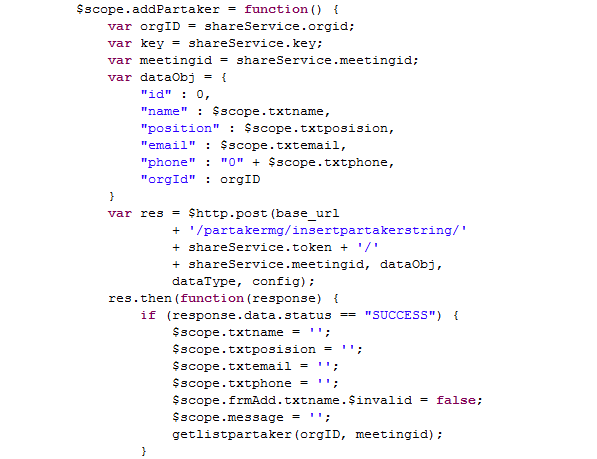 $scope.addPartaker = function() {
var orgID = shareService.orgid;
var key = shareService.key;
var meetingid = shareService.meetingid;
var dataObj = {
"id" : 0,
"name" : $scope.txtname,
"position" : $scope.txtposision,
"email" : $scope.txtemail,
"phone" : "0" + $scope.txtphone,
"orgId" : orgID
}
var res = $http.post(base_url
+ '/partakermg/insertpartakerstring/'
+ shareService.token + '/'
+ shareService.meetingid, dataObj,
dataType, config);
res.then(function(response) {
if (response.data.status == "SUCCESS") {
$scope.txtname = '';
$scope.txtposision = '';
$scope.txtemail = '';
$scope.txtphone = '';
$scope.frmAdd.txtname.$invalid = false;
$scope.message = '';
getlistpartaker(orgID, meetingid);
}